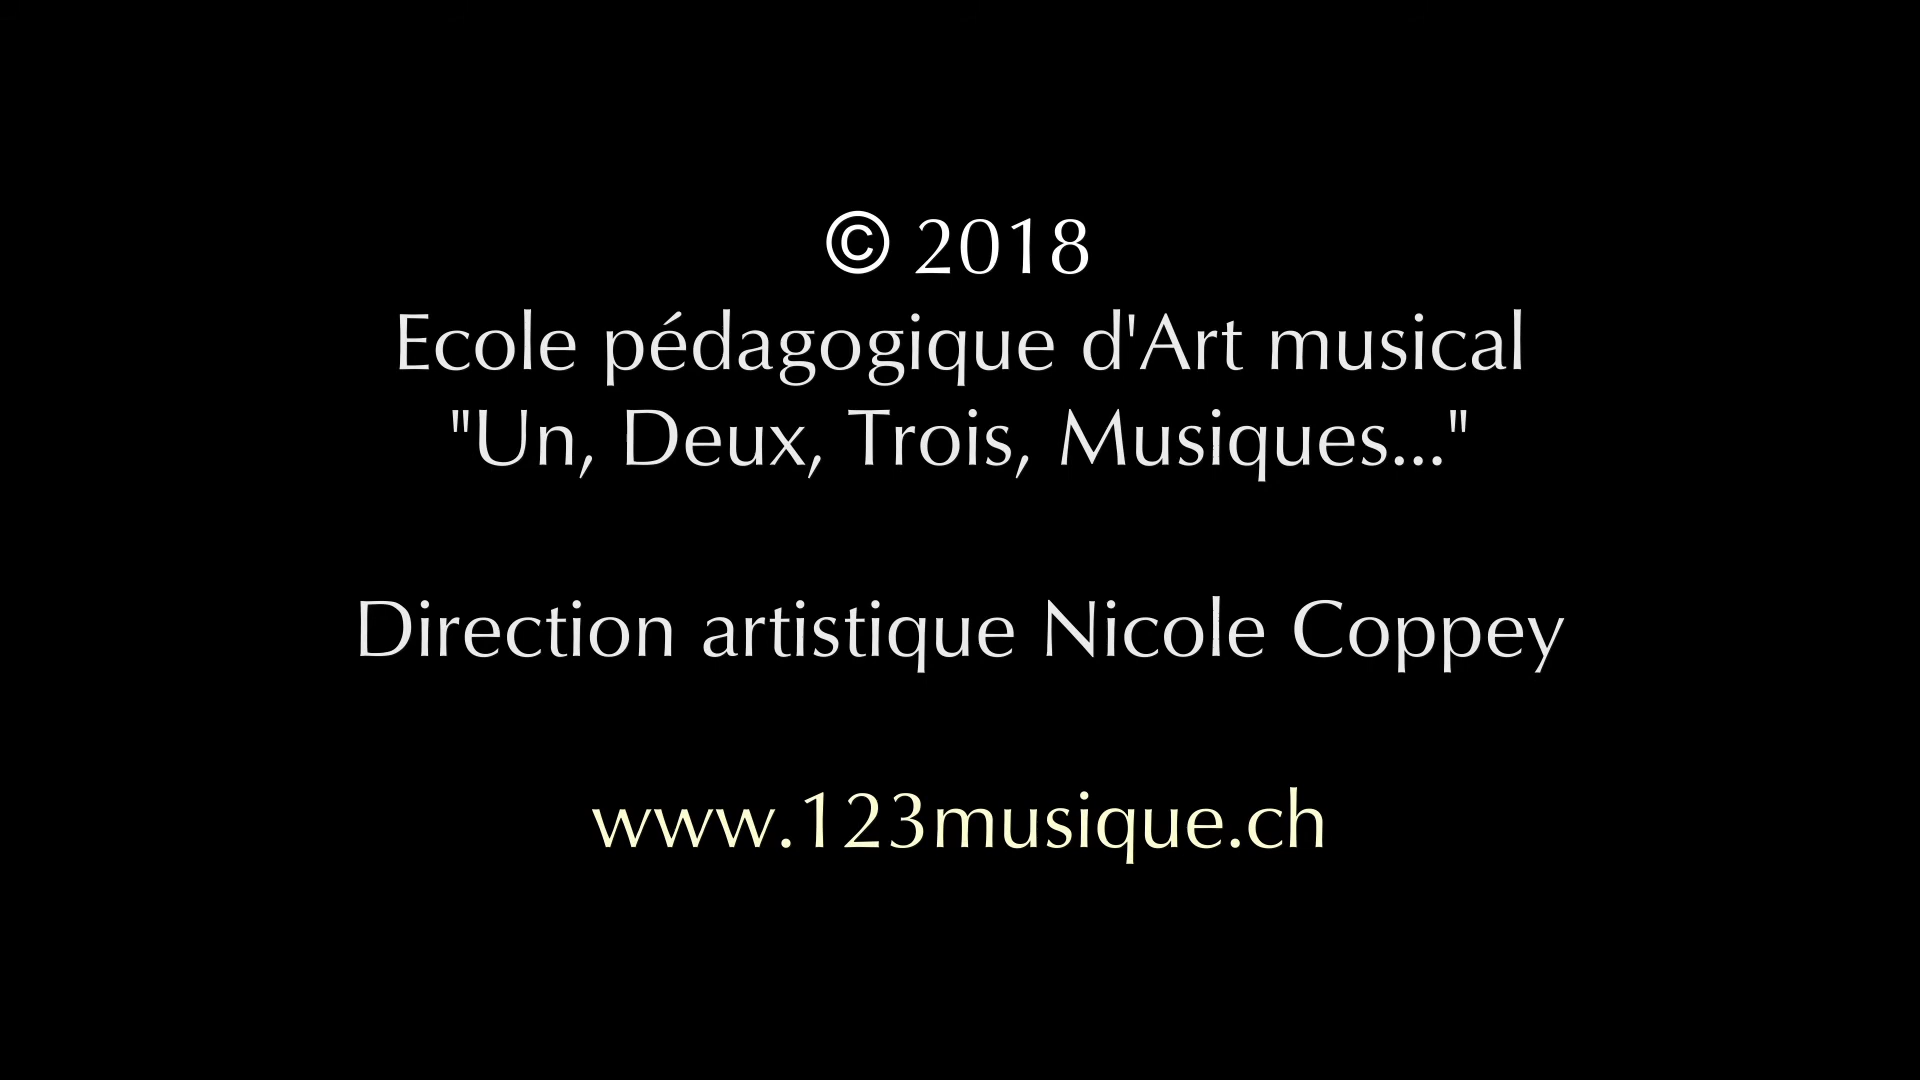 © 2018
Ecole pédagogique d'Art musical
"Un, Deux, Trois, Musiques..."
Direction artistique Nicole Coppey
www.123musique.ch